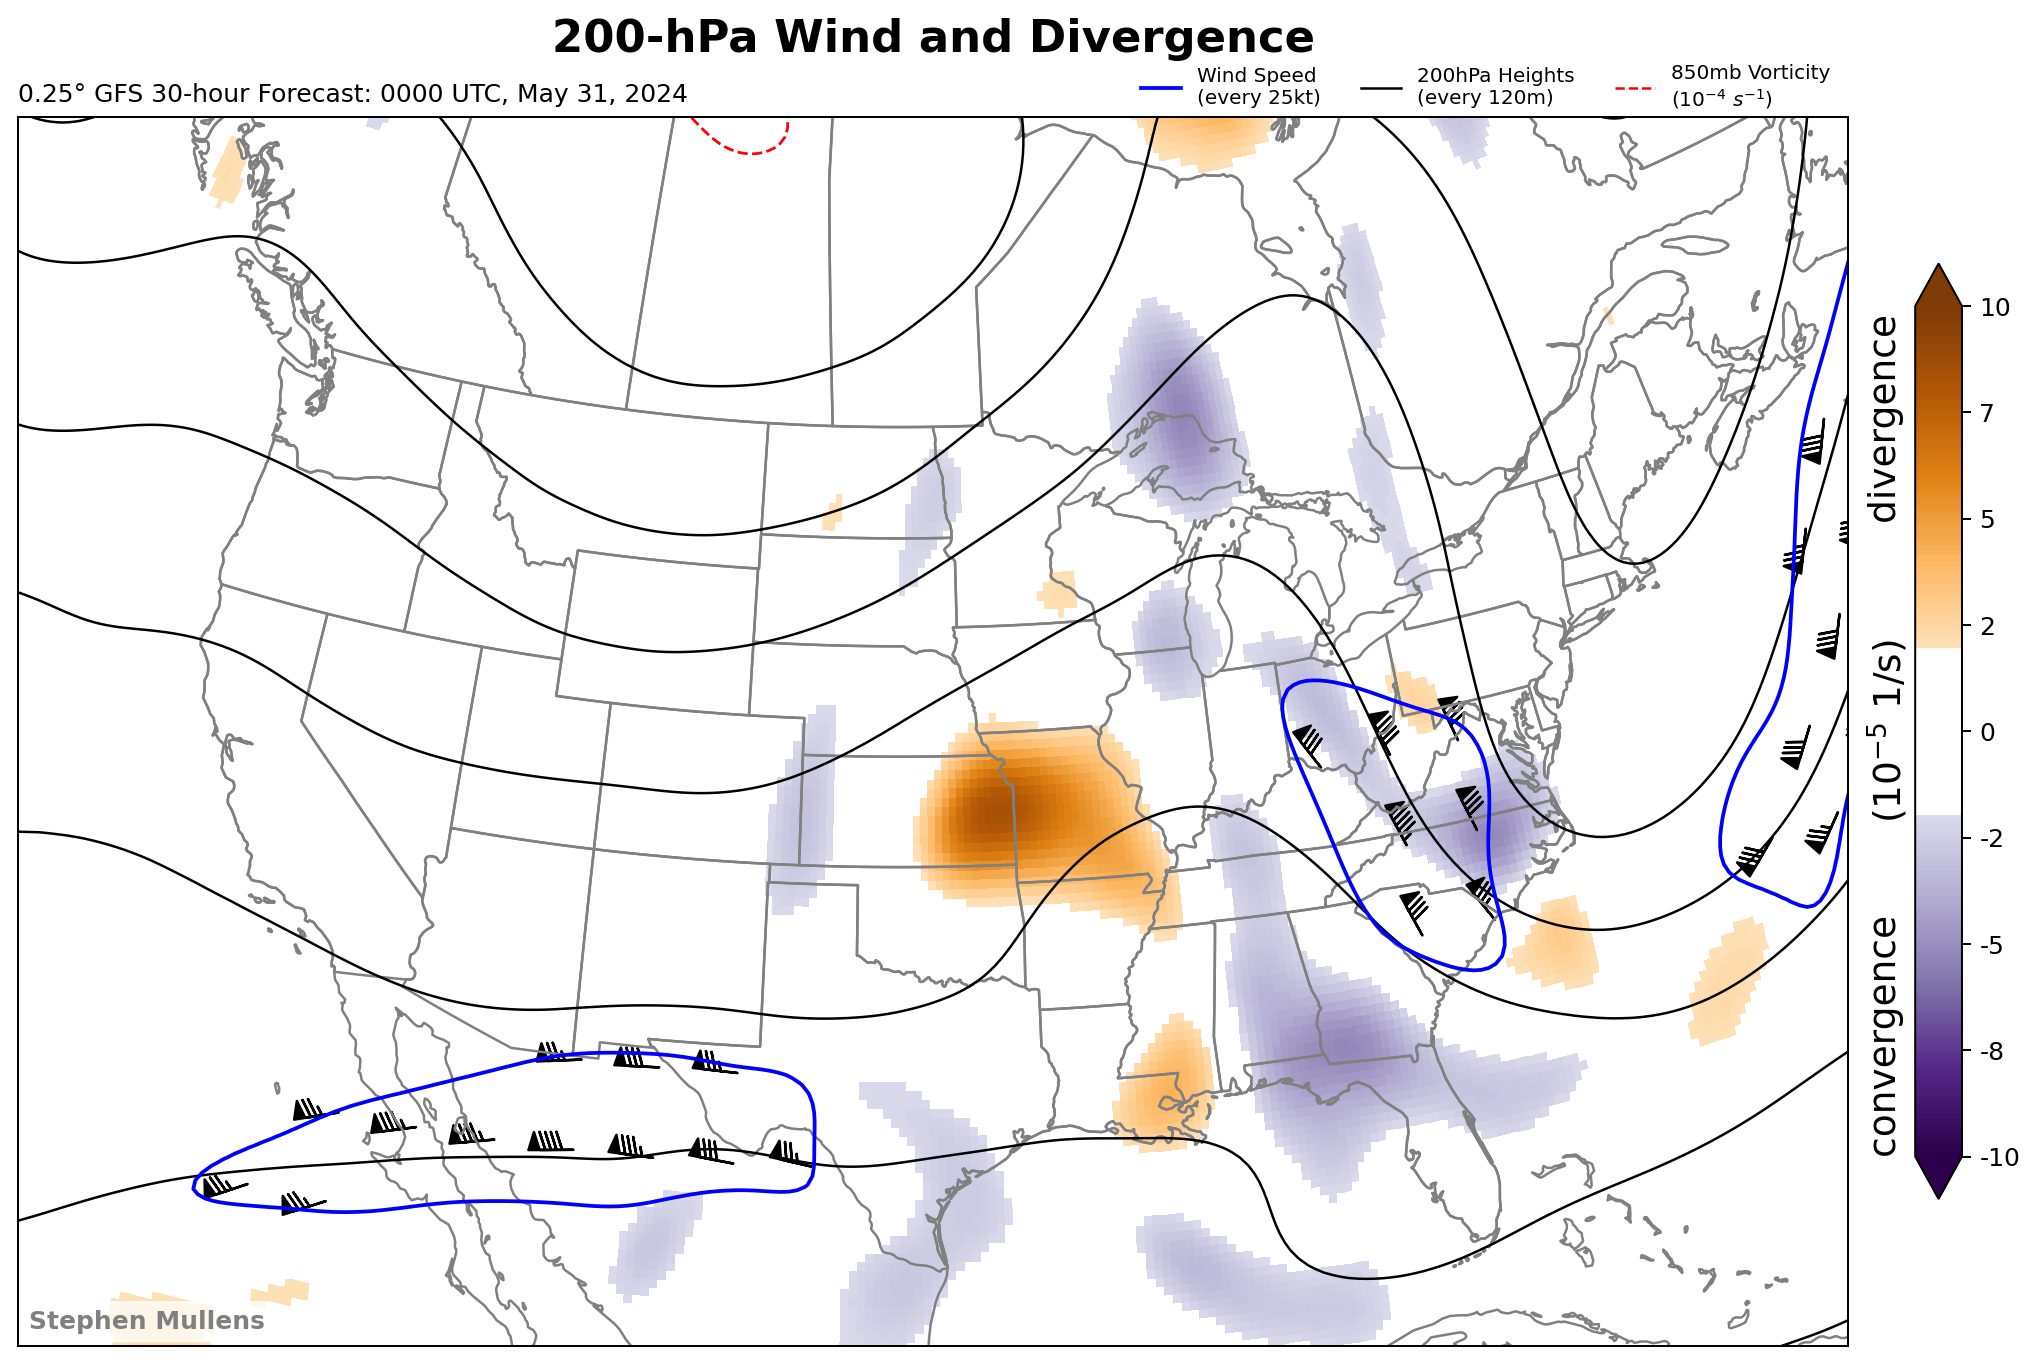 200-hPa Wind and Divergence
0.25° GFS 30-hour Forecast: 0000 UTC, May 31, 2024
Wind Speed
(every 25kt)
200hPa Heights
(every 120m)
850mb Vorticity
(10⁻⁴ s⁻¹)
10
7
5
2
0
-2
-5
-8
-10
convergence (10⁻⁵ 1/s) divergence
Stephen Mullens